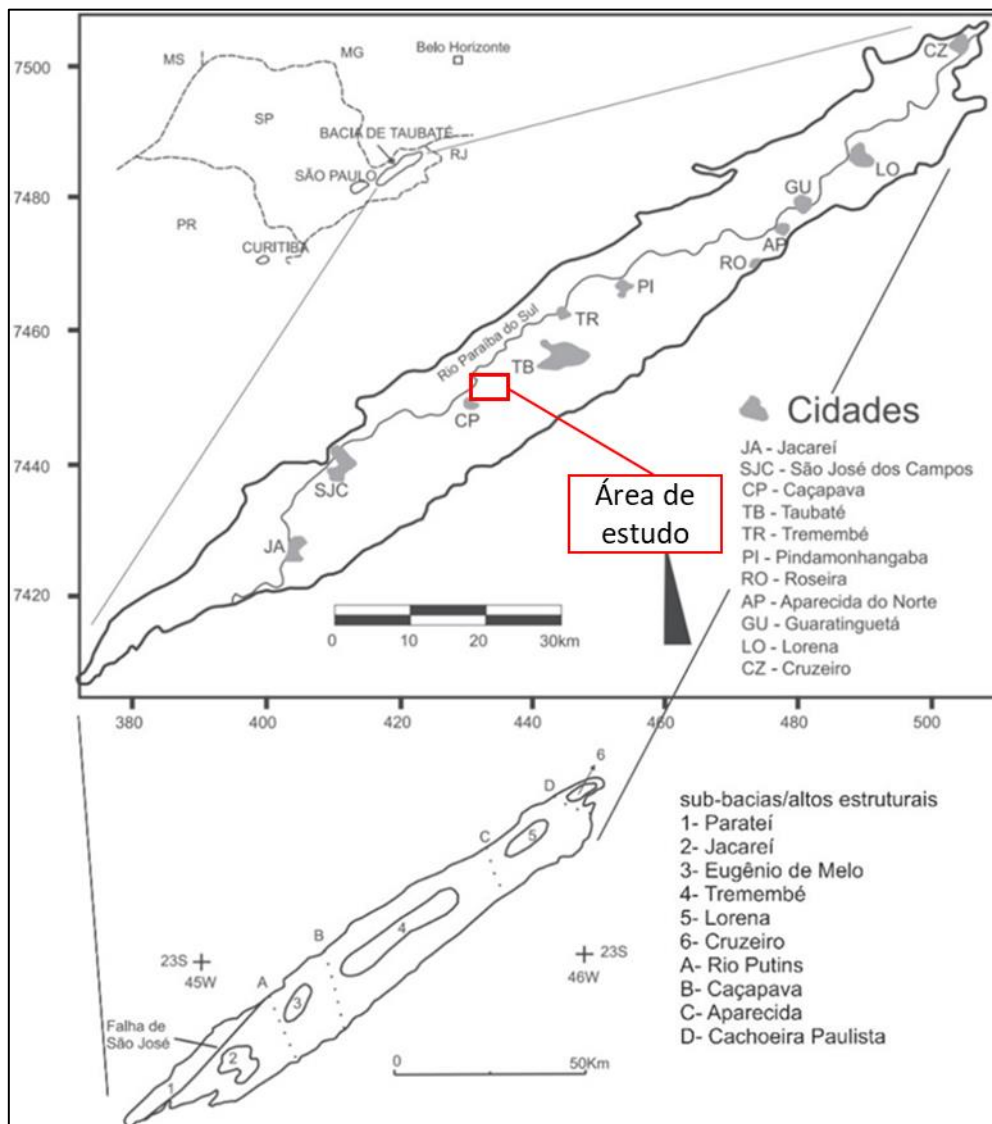 7500
7480
7460
7440
7420
380
400
420
440
460
480
500
MS
MG
Belo Horizonte
SP
BACIA DE TAUBATÉ
RJ
SÃO PAULO
PR
CURITIBA
CZ
LO
GU
AP
RO
PI
TR
Rio Paraíba do Sul
TB
CP
SJC
JA
Área de
estudo
0 10 20 30km
Cidades
JA - Jacareí
SJC - São José dos Campos
CP - Caçapava
TB - Taubaté
TR - Tremembé
PI - Pindamonhangaba
RO - Roseira
AP - Aparecida do Norte
GU - Guaratinguetá
LO - Lorena
CZ - Cruzeiro
6
D
C
5
B
4
A
3
2
1
23S
45W
23S
46W
Falha de
São José
0 50Km
sub-bacias/altos estruturais
1- Parateí
2- Jacareí
3- Eugênio de Melo
4- Tremembé
5- Lorena
6- Cruzeiro
A- Rio Putins
B- Caçapava
C- Aparecida
D- Cachoeira Paulista